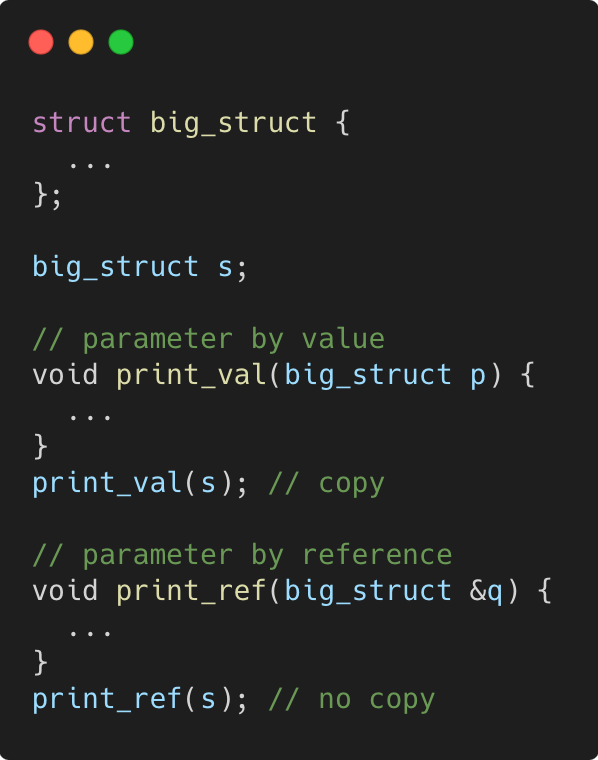 struct big_struct {
  ...
};
big_struct s;
// parameter by value
void print_val(big_struct p) {
  ...
}
print_val(s); // copy
// parameter by reference
void print_ref(big_struct &q) {
  ...
}
print_ref(s); // no copy